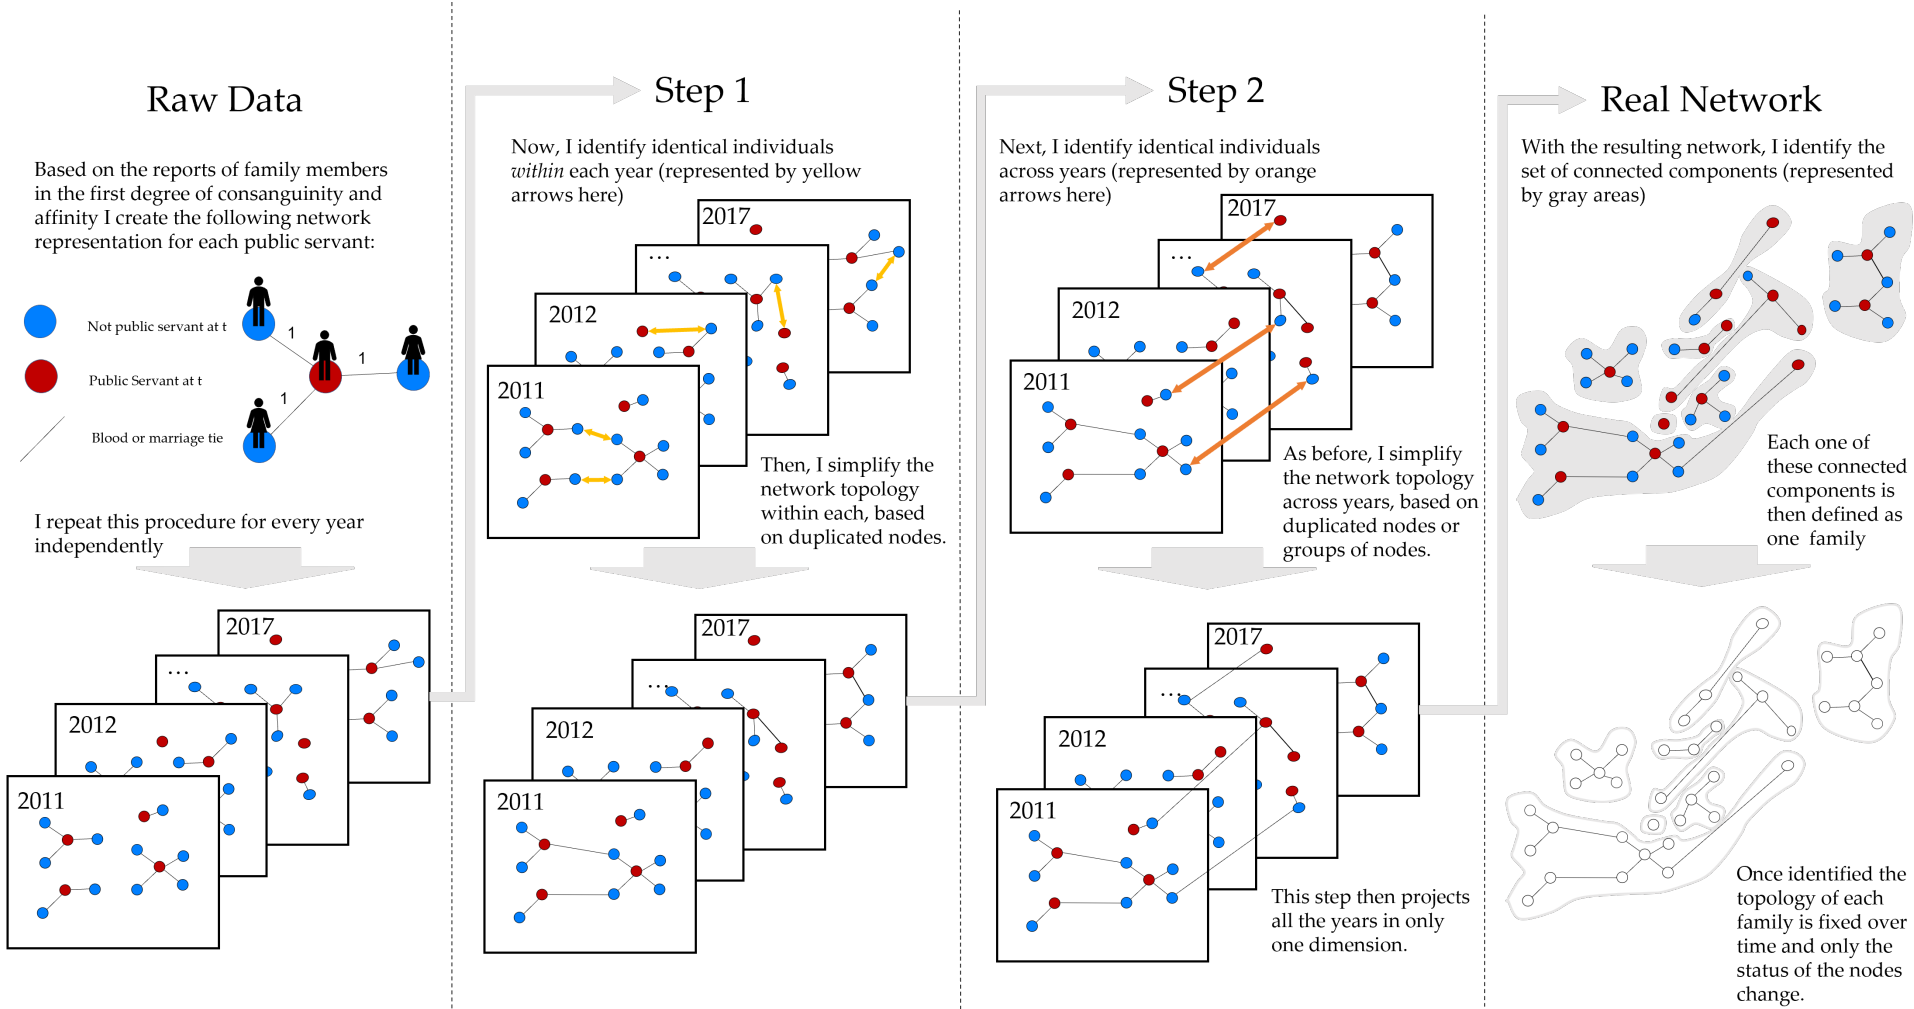 Raw Data
Based on the reports of family members
in the first degree of consanguinity and
affinity I create the following network
representation for each public servant:
Not public servant at t
Public Servant at t
Blood or marriage tie
1
1
1
I repeat this procedure for every year
independently
2017
...
2012
2011
Step 1
Now, I identify identical individuals
within each year (represented by yellow
arrows here)
2017
...
2012
2011
Then, I simplify the
network topology
within each, based
on duplicated nodes.
2017
...
2012
2011
Step 2
Next, I identify identical individuals
across years (represented by orange
arrows here)
2017
...
2012
2011
As before, I simplify
the network topology
across years, based on
duplicated nodes or
groups of nodes.
2017
...
2012
2011
This step then projects
all the years in only
one dimension.
Real Network
With the resulting network, I identify the
set of connected components (represented
by gray areas)
Each one of
these connected
components is
then defined as
one family
Once identified the
topology of each
family is fixed over
time and only the
status of the nodes
change.